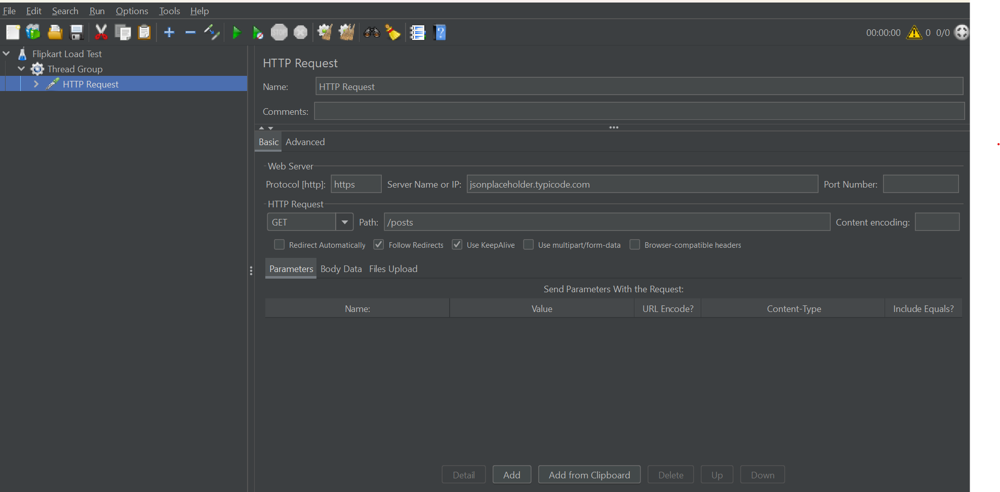 File Edit Search Run Options Tools Help
STOP
00:00:00 0 0/0
Flipkart Load Test
Thread Group
HTTP Request
HTTP Request
Name: HTTP Request
Comments:
Basic Advanced
Web Server
Protocol [http]: https Server Name or IP: jsonplaceholder.typicode.com Port Number:
HTTP Request
GET Path: /posts Content encoding:
Redirect Automatically Follow Redirects Use KeepAlive Use multipart/form-data Browser-compatible headers
Parameters Body Data Files Upload
Send Parameters With the Request:
Name: Value URL Encode? Content-Type Include Equals?
Detail Add Add from Clipboard Delete Up Down